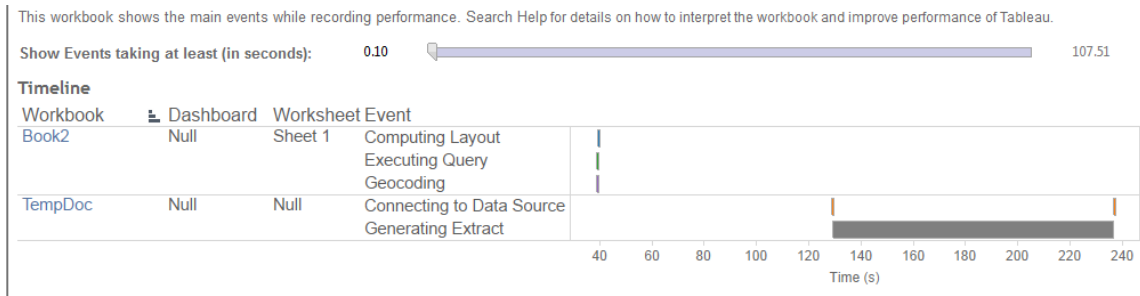 This workbook shows the main events while recording performance. Search Help for details on how to interpret the workbook and improve performance of Tableau.
Show Events taking at least (in seconds): 0.10 107.51
Timeline
Workbook Dashboard Worksheet Event
Book2 Null Sheet 1 Computing Layout
Executing Query
Geocoding
TempDoc Null Null Connecting to Data Source
Generating Extract
40 60 80 100 120 140 160 180 200 220 240
Time (s)